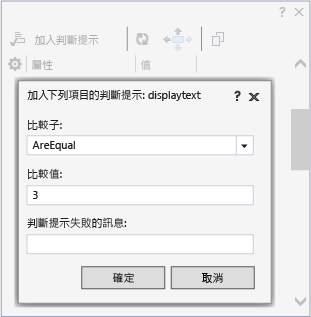 加入判斷提示
屬性
值
加入下列項目的判斷提示: displaytext
比較子:
AreEqual
比較值:
3
判斷提示失敗的訊息:
確定
取消